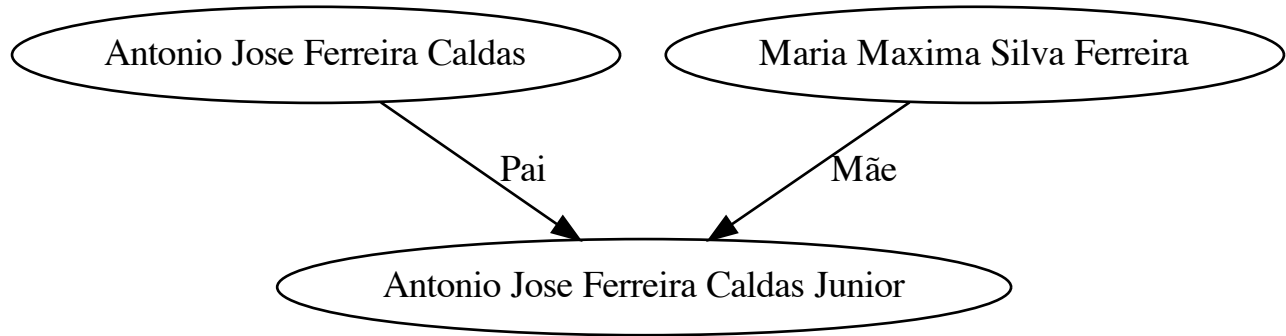 Antonio Jose Ferreira Caldas
Maria Maxima Silva Ferreira
Pai
Mãe
Antonio Jose Ferreira Caldas Junior